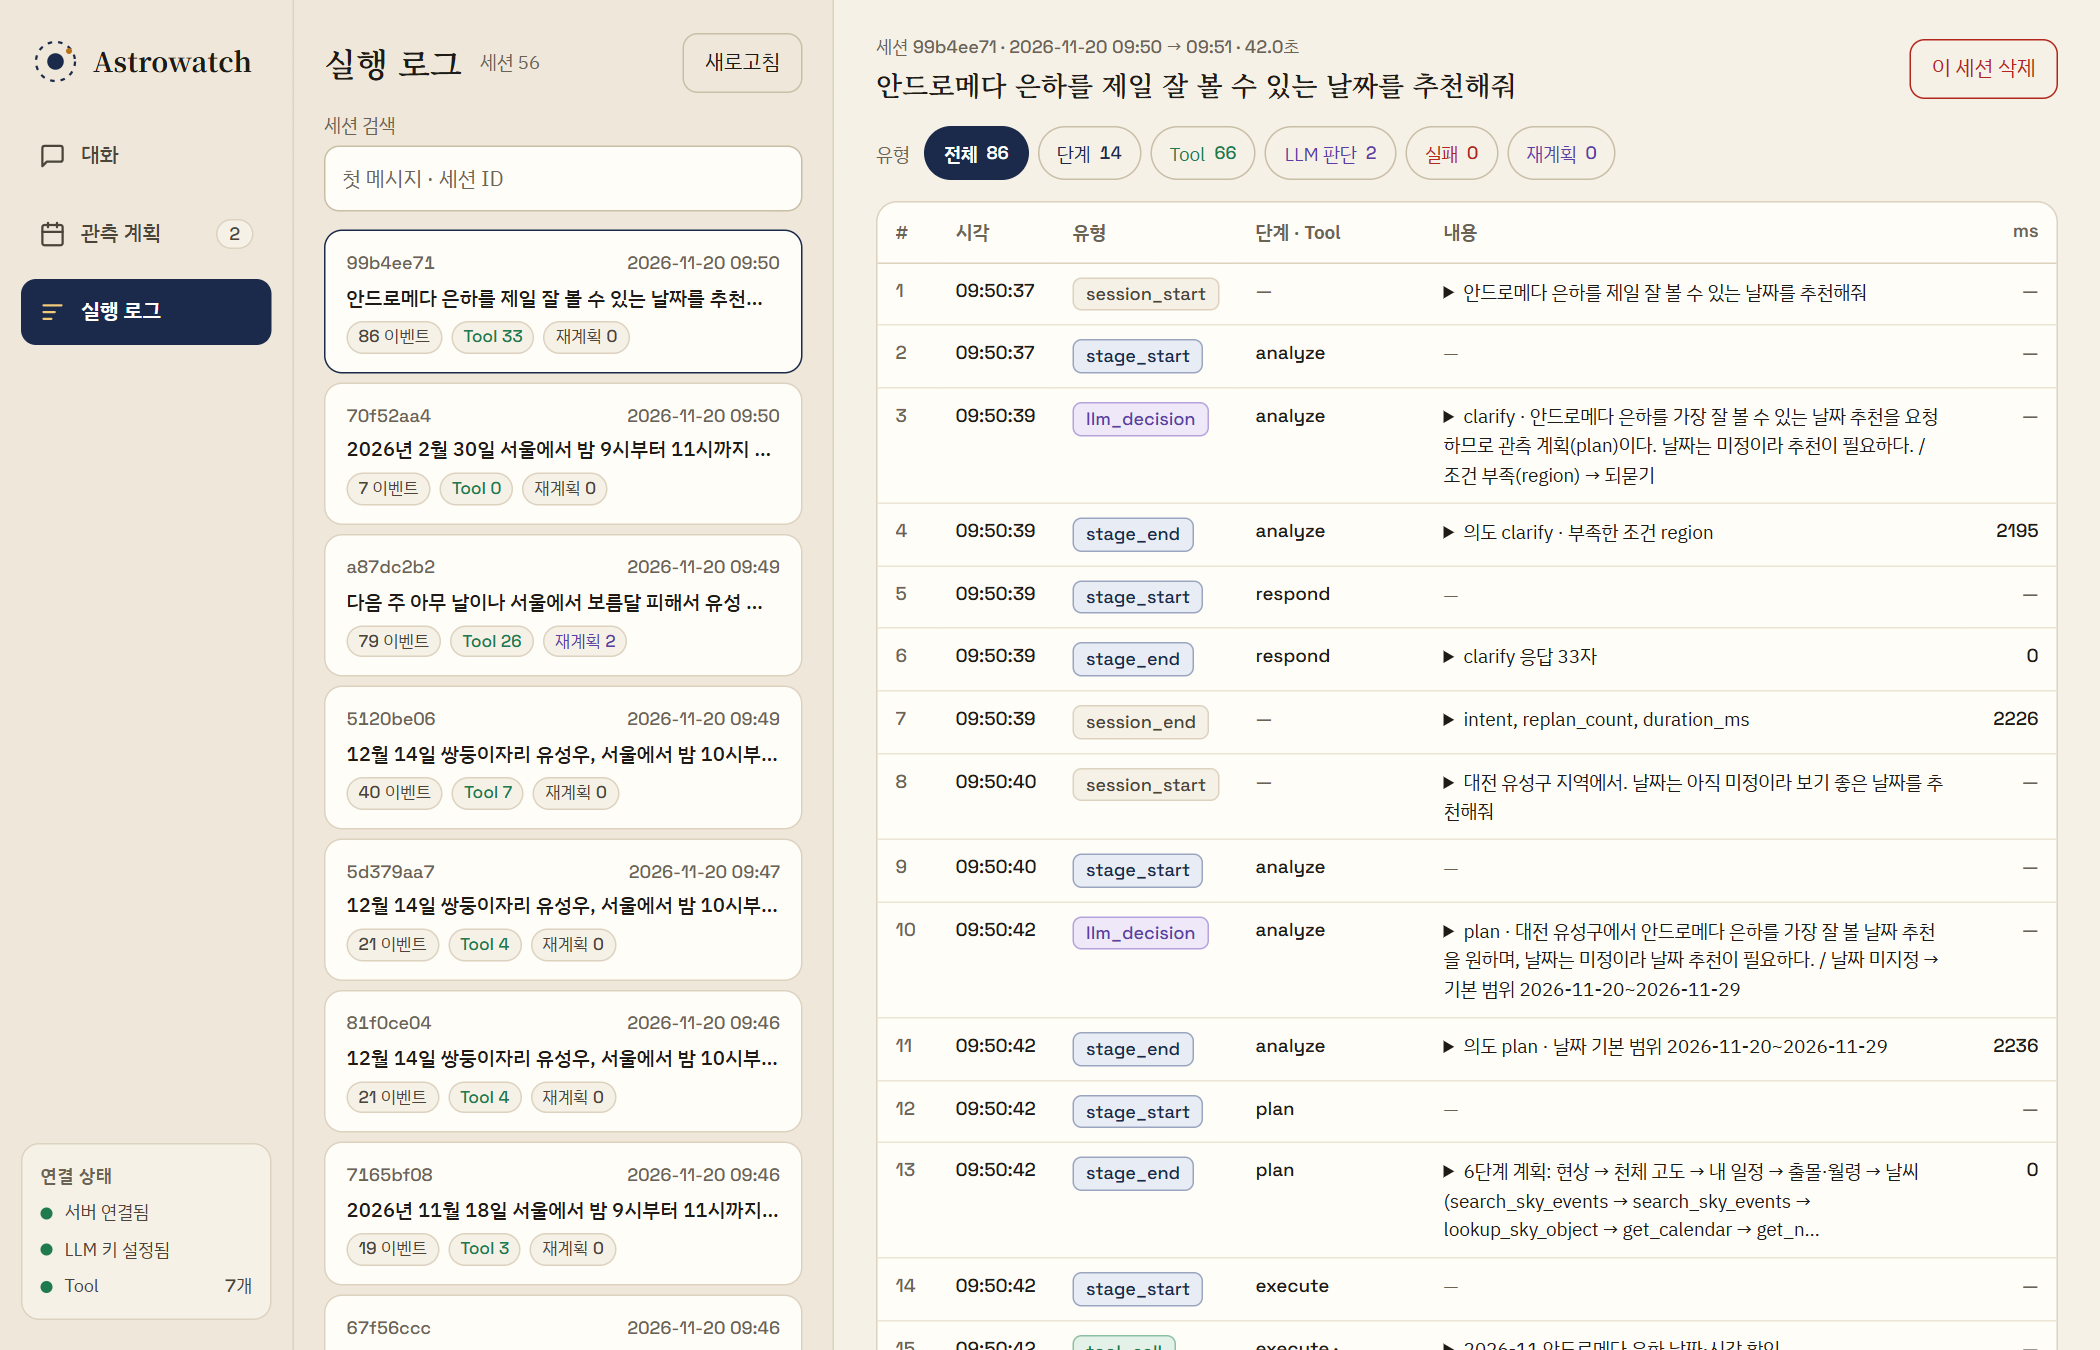 Astrowatch
대화
관측 계획 2
실행 로그
연결 상태
서버 연결됨
LLM 키 설정됨
Tool 7개
실행 로그 세션 56 새로고침
세션 검색
첫 메시지 · 세션 ID
99b4ee71 2026-11-20 09:50
안드로메다 은하를 제일 잘 볼 수 있는 날짜를 추천...
86 이벤트 Tool 33 재계획 0
70f52aa4 2026-11-20 09:50
2026년 2월 30일 서울에서 밤 9시부터 11시까지 ...
7 이벤트 Tool 0 재계획 0
a87dc2b2 2026-11-20 09:49
다음 주 아무 날이나 서울에서 보름달 피해서 유성 ...
79 이벤트 Tool 26 재계획 2
5120be06 2026-11-20 09:49
12월 14일 쌍둥이자리 유성우, 서울에서 밤 10시부...
40 이벤트 Tool 7 재계획 0
5d379aa7 2026-11-20 09:47
12월 14일 쌍둥이자리 유성우, 서울에서 밤 10시부...
21 이벤트 Tool 4 재계획 0
81f0ce04 2026-11-20 09:46
12월 14일 쌍둥이자리 유성우, 서울에서 밤 10시부...
21 이벤트 Tool 4 재계획 0
7165bf08 2026-11-20 09:46
2026년 11월 18일 서울에서 밤 9시부터 11시까지...
19 이벤트 Tool 3 재계획 0
67f56ccc 2026-11-20 09:46
세션 99b4ee71 · 2026-11-20 09:50 → 09:51 · 42.0초
안드로메다 은하를 제일 잘 볼 수 있는 날짜를 추천해줘
이 세션 삭제
유형 전체 86 단계 14 Tool 66 LLM 판단 2 실패 0 재계획 0
# 시각 유형 단계 · Tool 내용 ms
1 09:50:37 session_start — ▶ 안드로메다 은하를 제일 잘 볼 수 있는 날짜를 추천해줘 —
2 09:50:37 stage_start analyze — —
3 09:50:39 llm_decision analyze ▶ clarify · 안드로메다 은하를 가장 잘 볼 수 있는 날짜 추천을 요청 —
하므로 관측 계획(plan)이다. 날짜는 미정이라 추천이 필요하다. /
조건 부족(region) → 되묻기
4 09:50:39 stage_end analyze ▶ 의도 clarify · 부족한 조건 region 2195
5 09:50:39 stage_start respond — —
6 09:50:39 stage_end respond ▶ clarify 응답 33자 0
7 09:50:39 session_end — ▶ intent, replan_count, duration_ms 2226
8 09:50:40 session_start — ▶ 대전 유성구 지역에서. 날짜는 아직 미정이라 보기 좋은 날짜를 추 —
천해줘
9 09:50:40 stage_start analyze — —
10 09:50:42 llm_decision analyze ▶ plan · 대전 유성구에서 안드로메다 은하를 가장 잘 볼 날짜 추천 —
을 원하며, 날짜는 미정이라 날짜 추천이 필요하다. / 날짜 미지정 →
기본 범위 2026-11-20~2026-11-29
11 09:50:42 stage_end analyze ▶ 의도 plan · 날짜 기본 범위 2026-11-20~2026-11-29 2236
12 09:50:42 stage_start plan — —
13 09:50:42 stage_end plan ▶ 6단계 계획: 현상 → 천체 고도 → 내 일정 → 출몰·월령 → 날씨 0
(search_sky_events → search_sky_events →
lookup_sky_object → get_calendar → get_n...
14 09:50:42 stage_start execute — —
15 09:50:42 tool_call execute · ▶ 2026-11 안드로메다 은하 날짜·시각 확인 —